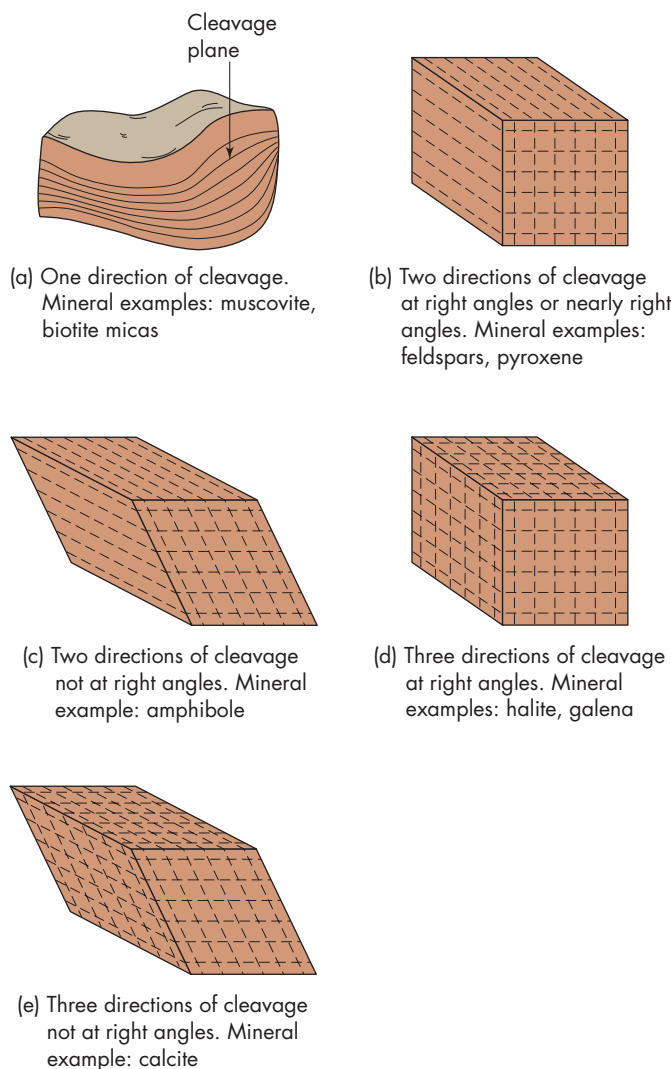 Cleavage
plane
(a) One direction of cleavage.
Mineral examples: muscovite,
biotite micas
(b) Two directions of cleavage
at right angles or nearly right
angles. Mineral examples:
feldspars, pyroxene
(c) Two directions of cleavage
not at right angles. Mineral
example: amphibole
(d) Three directions of cleavage
at right angles. Mineral
examples: halite, galena
(e) Three directions of cleavage
not at right angles. Mineral
example: calcite